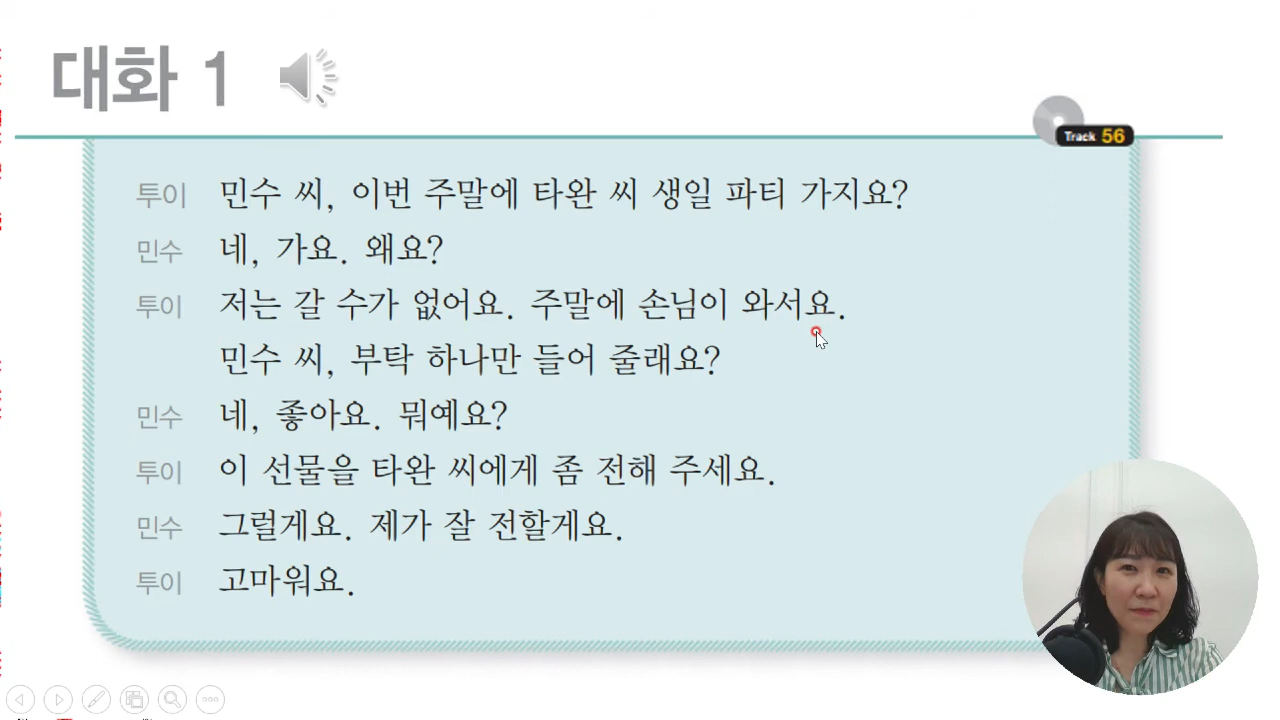 대화 1
Track 56
투이 민수 씨, 이번 주말에 타완 씨 생일 파티 가지요?
민수 네, 가요. 왜요?
투이 저는 갈 수가 없어요. 주말에 손님이 와서요.
민수 씨, 부탁 하나만 들어 줄래요?
민수 네, 좋아요. 뭐예요?
투이 이 선물을 타완 씨에게 좀 전해 주세요.
민수 그럴게요. 제가 잘 전할게요.
투이 고마워요.